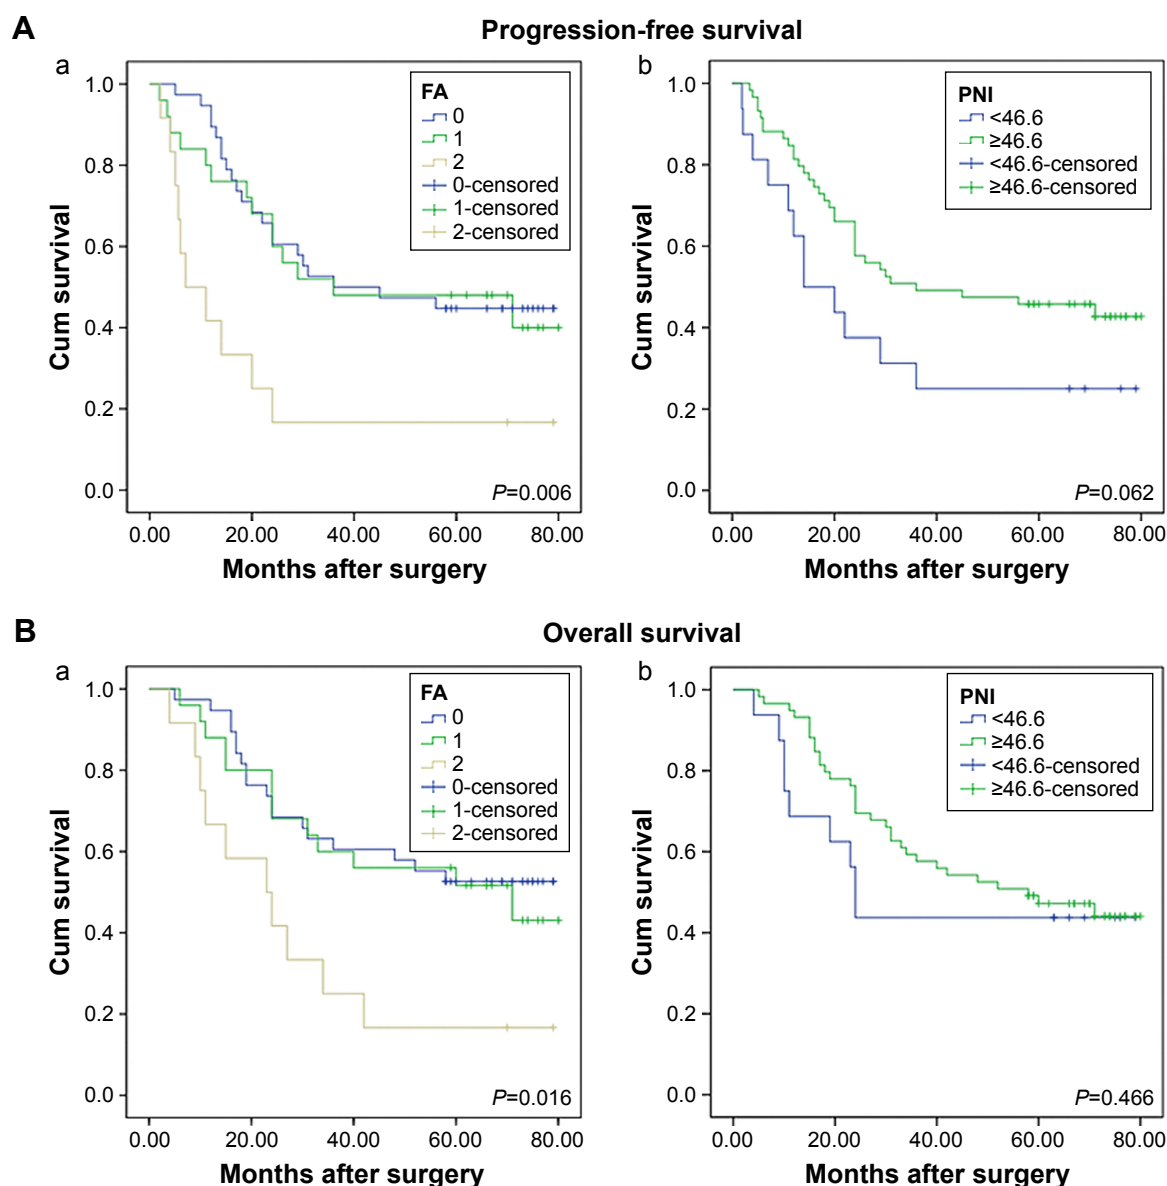 A
Progression-free survival
a
1.0
0.8
0.6
0.4
0.2
0.0
Cum survival
FA
0
1
2
0-censored
1-censored
2-censored
P=0.006
0.00 20.00 40.00 60.00 80.00
Months after surgery
b
1.0
0.8
0.6
0.4
0.2
0.0
Cum survival
PNI
<46.6
≥46.6
<46.6-censored
≥46.6-censored
P=0.062
0.00 20.00 40.00 60.00 80.00
Months after surgery
B
Overall survival
a
1.0
0.8
0.6
0.4
0.2
0.0
Cum survival
FA
0
1
2
0-censored
1-censored
2-censored
P=0.016
0.00 20.00 40.00 60.00 80.00
Months after surgery
b
1.0
0.8
0.6
0.4
0.2
0.0
Cum survival
PNI
<46.6
≥46.6
<46.6-censored
≥46.6-censored
P=0.466
0.00 20.00 40.00 60.00 80.00
Months after surgery